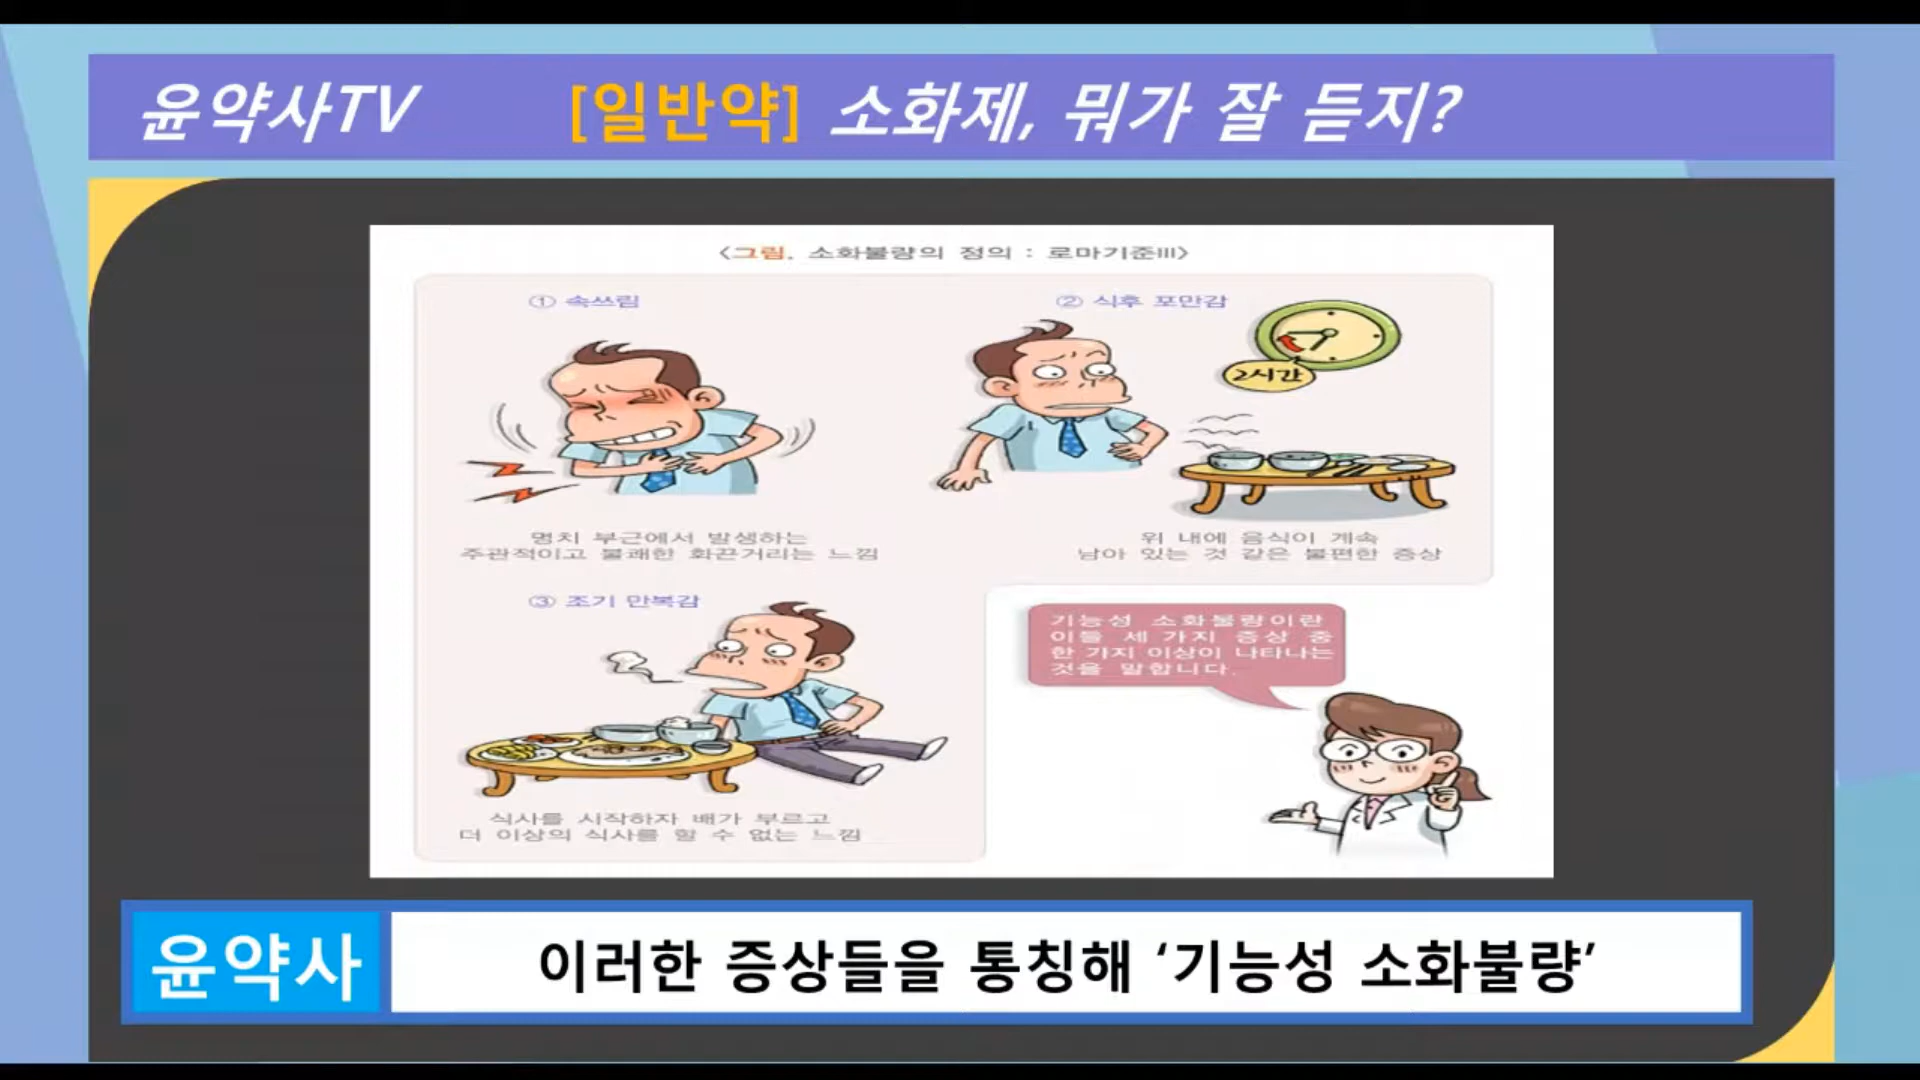 윤약사TV [일반약] 소화제, 뭐가 잘 듣지?
<그림. 소화불량의 정의 : 로마기준III>
① 속쓰림
명치 부근에서 발생하는
주관적이고 불쾌한 화끈거리는 느낌
② 식후 포만감
2시간
위 내에 음식이 계속
남아 있는 것 같은 불편한 증상
③ 조기 만복감
식사를 시작하자 배가 부르고
더 이상의 식사를 할 수 없는 느낌
기능성 소화불량이란
이들 세 가지 증상 중
한 가지 이상이 나타나는
것을 말합니다.
윤약사 이러한 증상들을 통칭해 ‘기능성 소화불량’